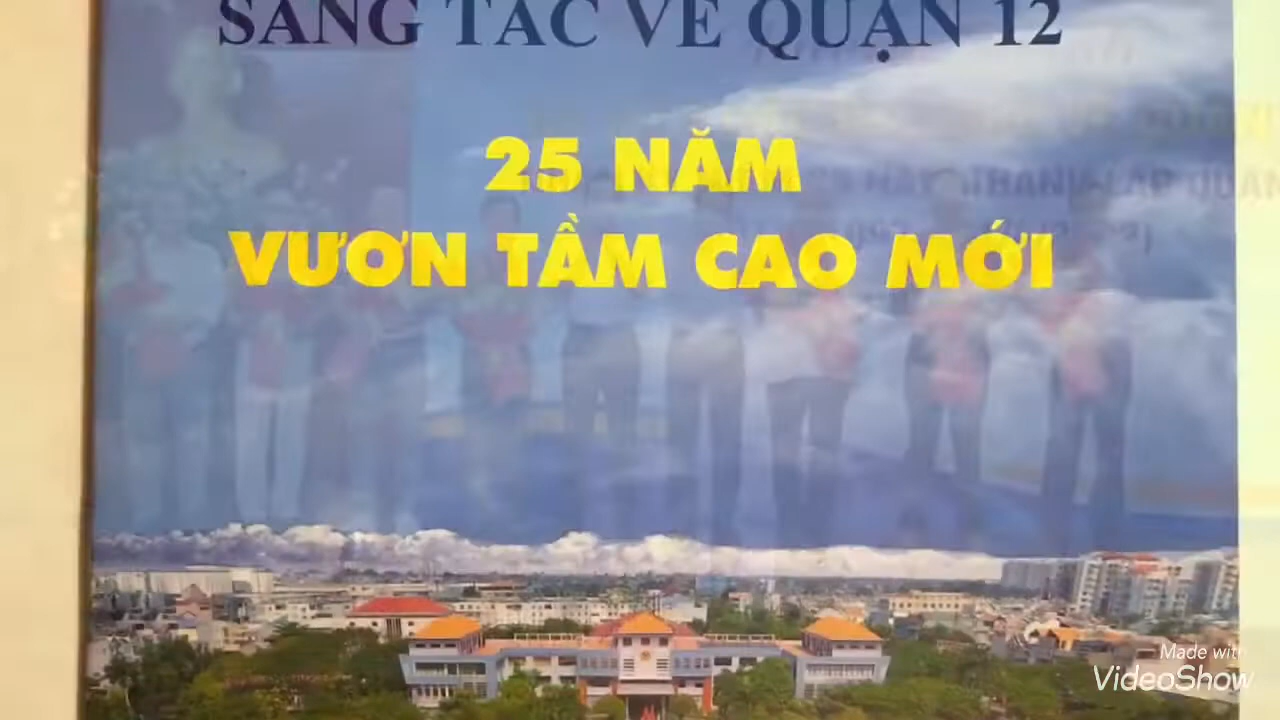 SÁNG TÁC VỀ QUẬN 12
25 NĂM
VƯƠN TẦM CAO MỚI
Made with
VideoShow